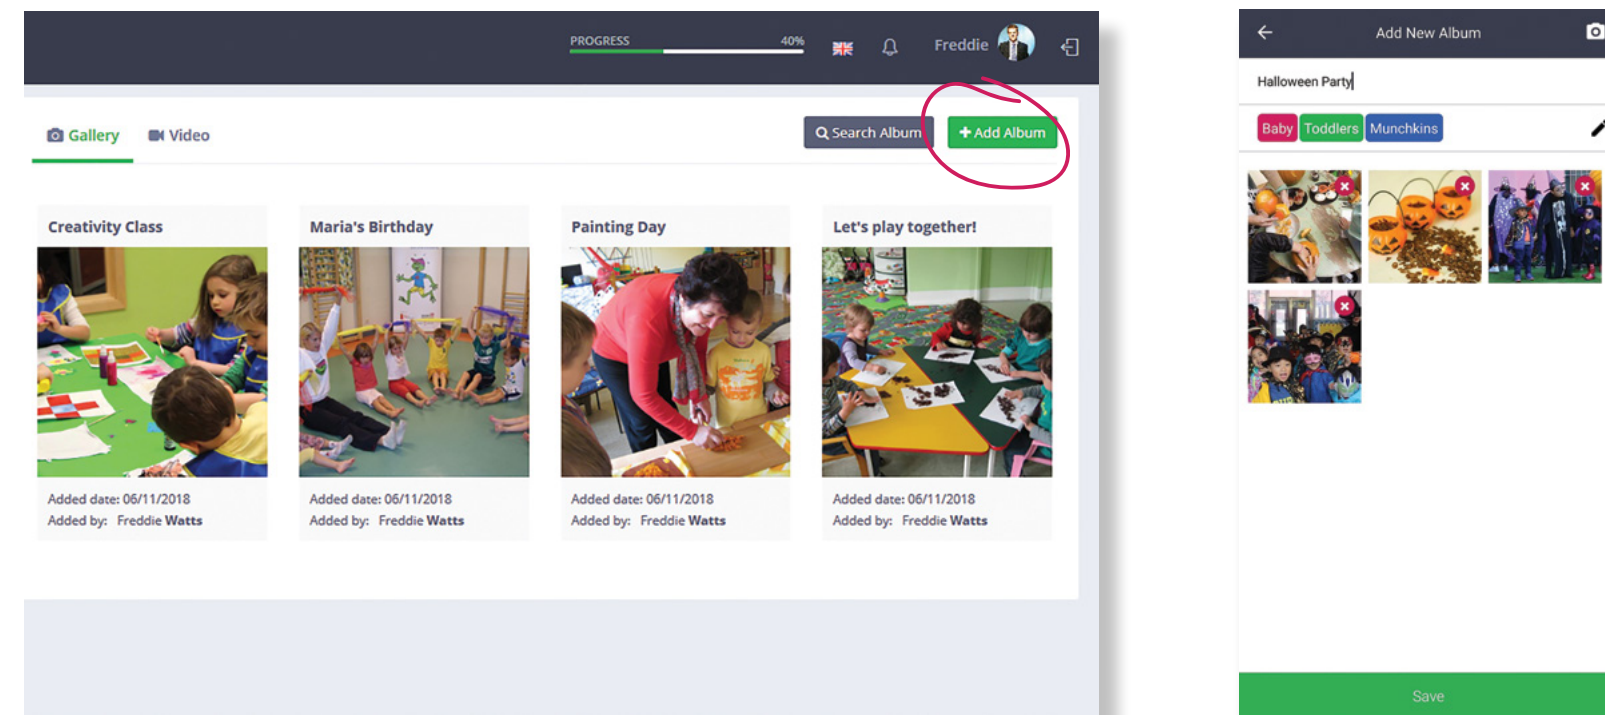 PROGRESS 40%
Freddie
Gallery Video
Search Album
Add Album
Creativity Class
Maria's Birthday
Painting Day
Let's play together!
Added date: 06/11/2018
Added by: Freddie Watts
Added date: 06/11/2018
Added by: Freddie Watts
Added date: 06/11/2018
Added by: Freddie Watts
Added date: 06/11/2018
Added by: Freddie Watts
Add New Album
Halloween Party
Baby Toddlers Munchkins
Save